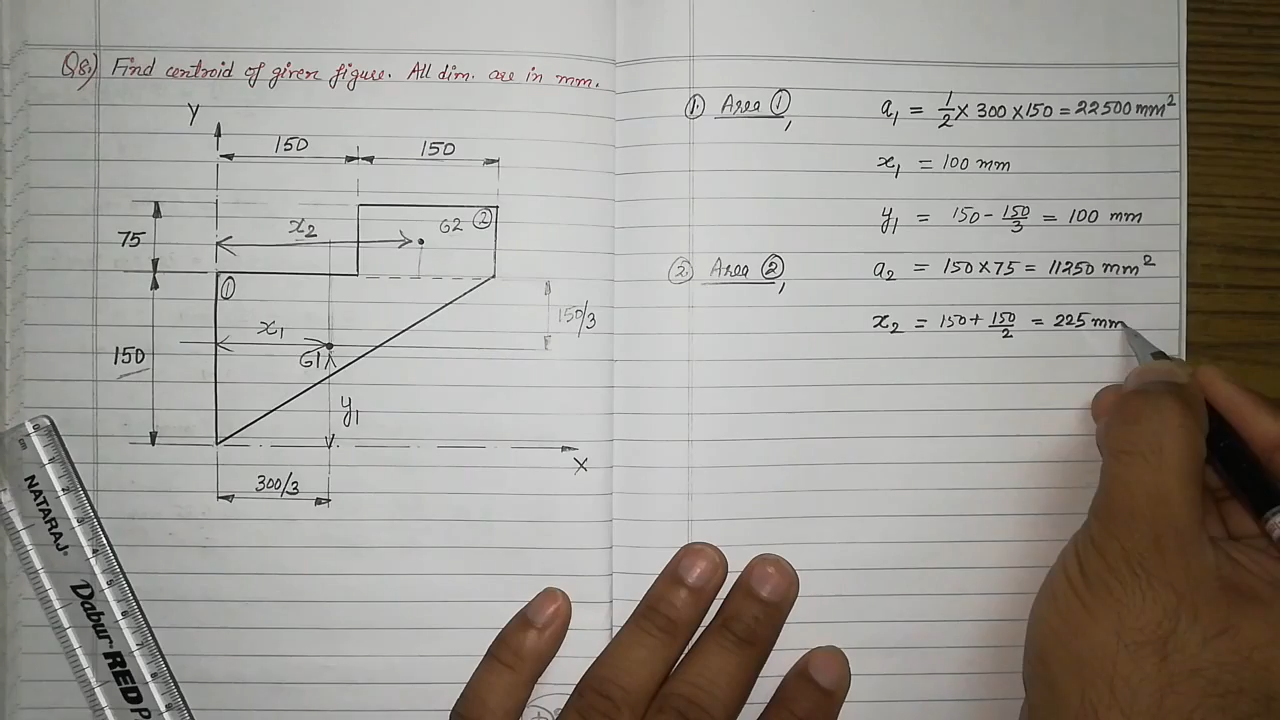 Q8.) Find centroid of given figure. All dim. are in mm.
Y
150 150
75
x₂
G2 ②
①
150
x₁
G1
150/3
y₁
X
300/3
① Area ①, a₁ = 1/2 × 300 × 150 = 22500 mm²
x₁ = 100 mm
y₁ = 150 - 150/3 = 100 mm
② Area ②, a₂ = 150 × 75 = 11250 mm²
x₂ = 150 + 150/2 = 225 mm
cm
NATARAJ
Dabur RED